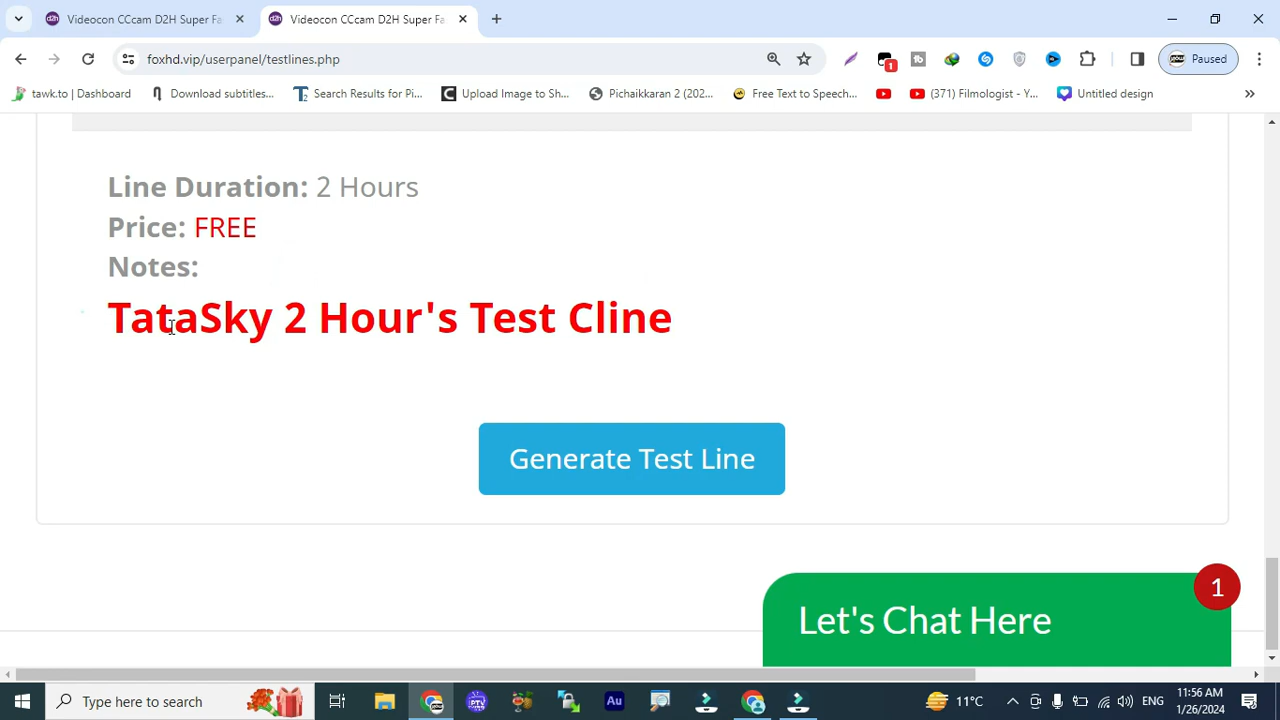 Videocon CCcam D2H Super Fa
Videocon CCcam D2H Super Fa
foxhd.vip/userpanel/testlines.php
1
Paused
tawk.to | Dashboard
Download subtitles...
Search Results for Pi...
Upload Image to Sh...
Pichaikkaran 2 (202...
Free Text to Speech...
(371) Filmologist - Y...
Untitled design
Line Duration: 2 Hours
Price: FREE
Notes:
TataSky 2 Hour's Test Cline
Generate Test Line
1
Let's Chat Here
Type here to search
PTV
Au
11°C
ENG
11:56 AM
1/26/2024